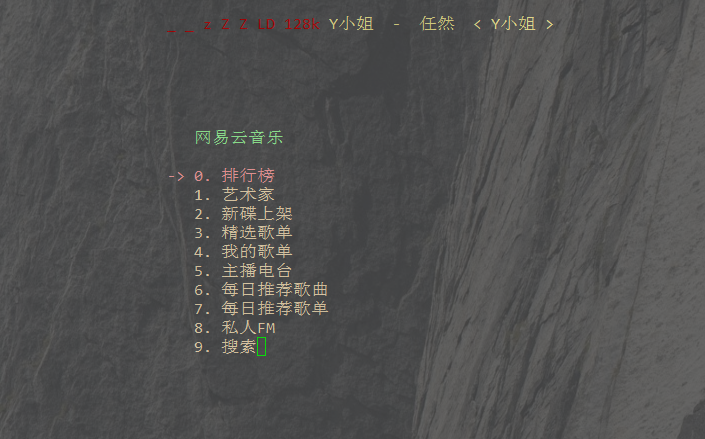 _ z Z Z LD 128k Y小姐 - 任然 < Y小姐 >
网易云音乐
-> 0. 排行榜
1. 艺术家
2. 新碟上架
3. 精选歌单
4. 我的歌单
5. 主播电台
6. 每日推荐歌曲
7. 每日推荐歌单
8. 私人FM
9. 搜索